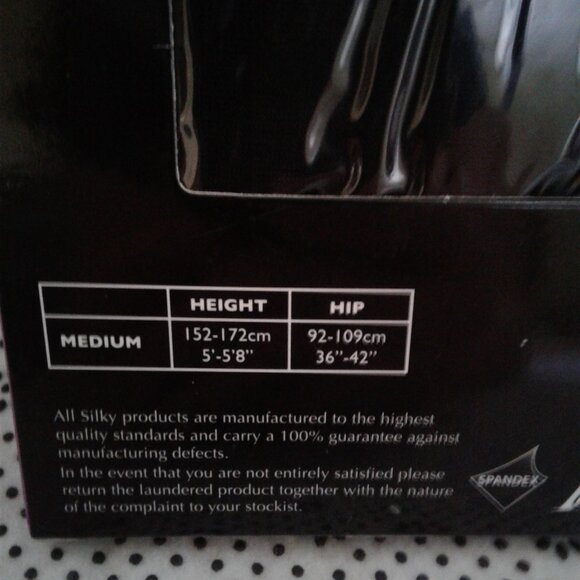 HEIGHT HIP
MEDIUM 152-172cm 92-109cm
5'-5'8" 36"-42"
All Silky products are manufactured to the highest
quality standards and carry a 100% guarantee against
manufacturing defects.
In the event that you are not entirely satisfied please
return the laundered product together with the nature
of the complaint to your stockist.
SPANDEX